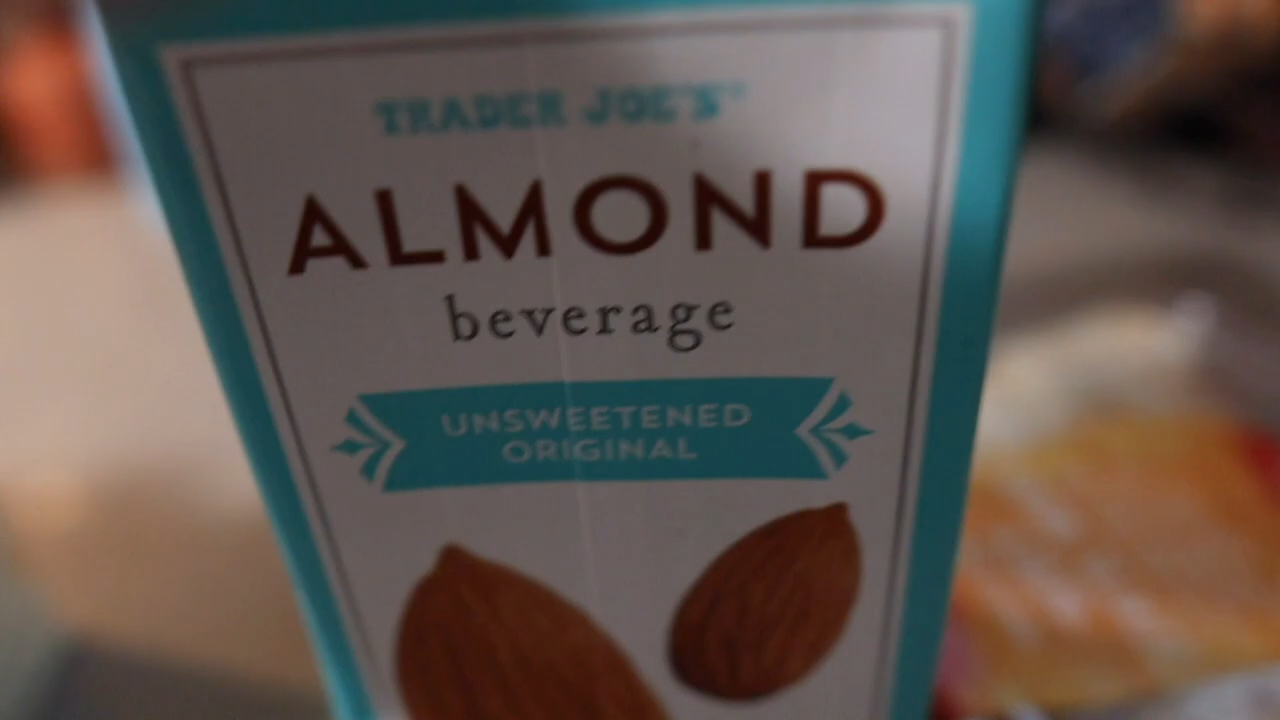 TRADER JOE'S
ALMOND
beverage
UNSWEETENED
ORIGINAL